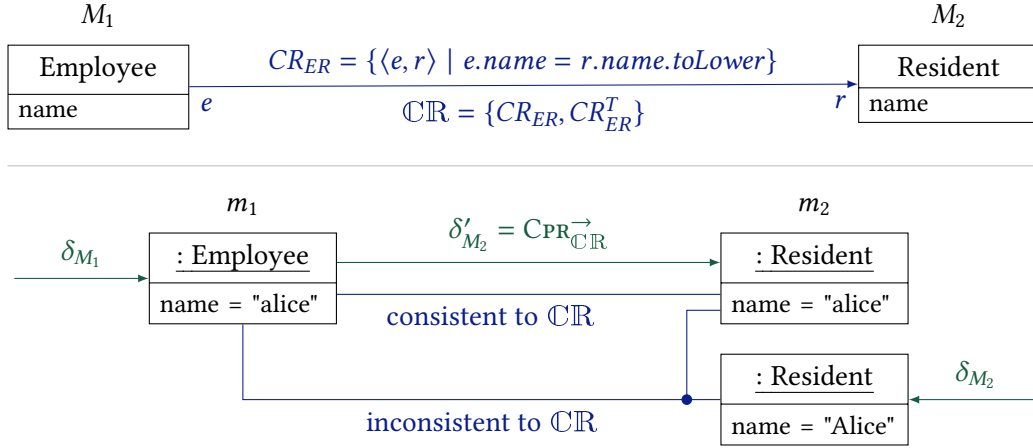 M₁ M₂
Employee
name
CR_ER = {⟨e, r⟩ | e.name = r.name.toLower}
e r
ℂℝ = {CR_ER, CR_ER^T}
Resident
name
m₁ m₂
δ_M₁
: Employee
name = "alice"
δ′_M₂ = CPR→_ℂℝ
: Resident
name = "alice"
consistent to ℂℝ
: Resident
name = "Alice"
δ_M₂
inconsistent to ℂℝ